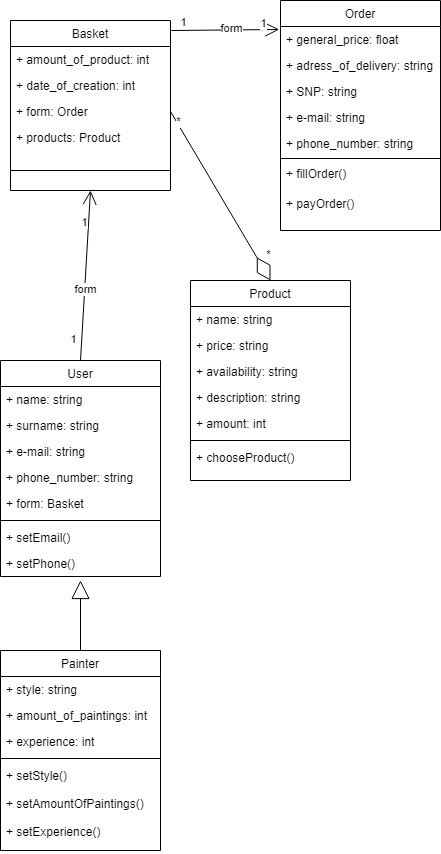 Basket
+ amount_of_product: int
+ date_of_creation: int
+ form: Order
+ products: Product
1
form
1
Order
+ general_price: float
+ adress_of_delivery: string
+ SNP: string
+ e-mail: string
+ phone_number: string
+ fillOrder()
+ payOrder()
*
*
Product
+ name: string
+ price: string
+ availability: string
+ description: string
+ amount: int
+ chooseProduct()
1
form
1
User
+ name: string
+ surname: string
+ e-mail: string
+ phone_number: string
+ form: Basket
+ setEmail()
+ setPhone()
Painter
+ style: string
+ amount_of_paintings: int
+ experience: int
+ setStyle()
+ setAmountOfPaintings()
+ setExperience()